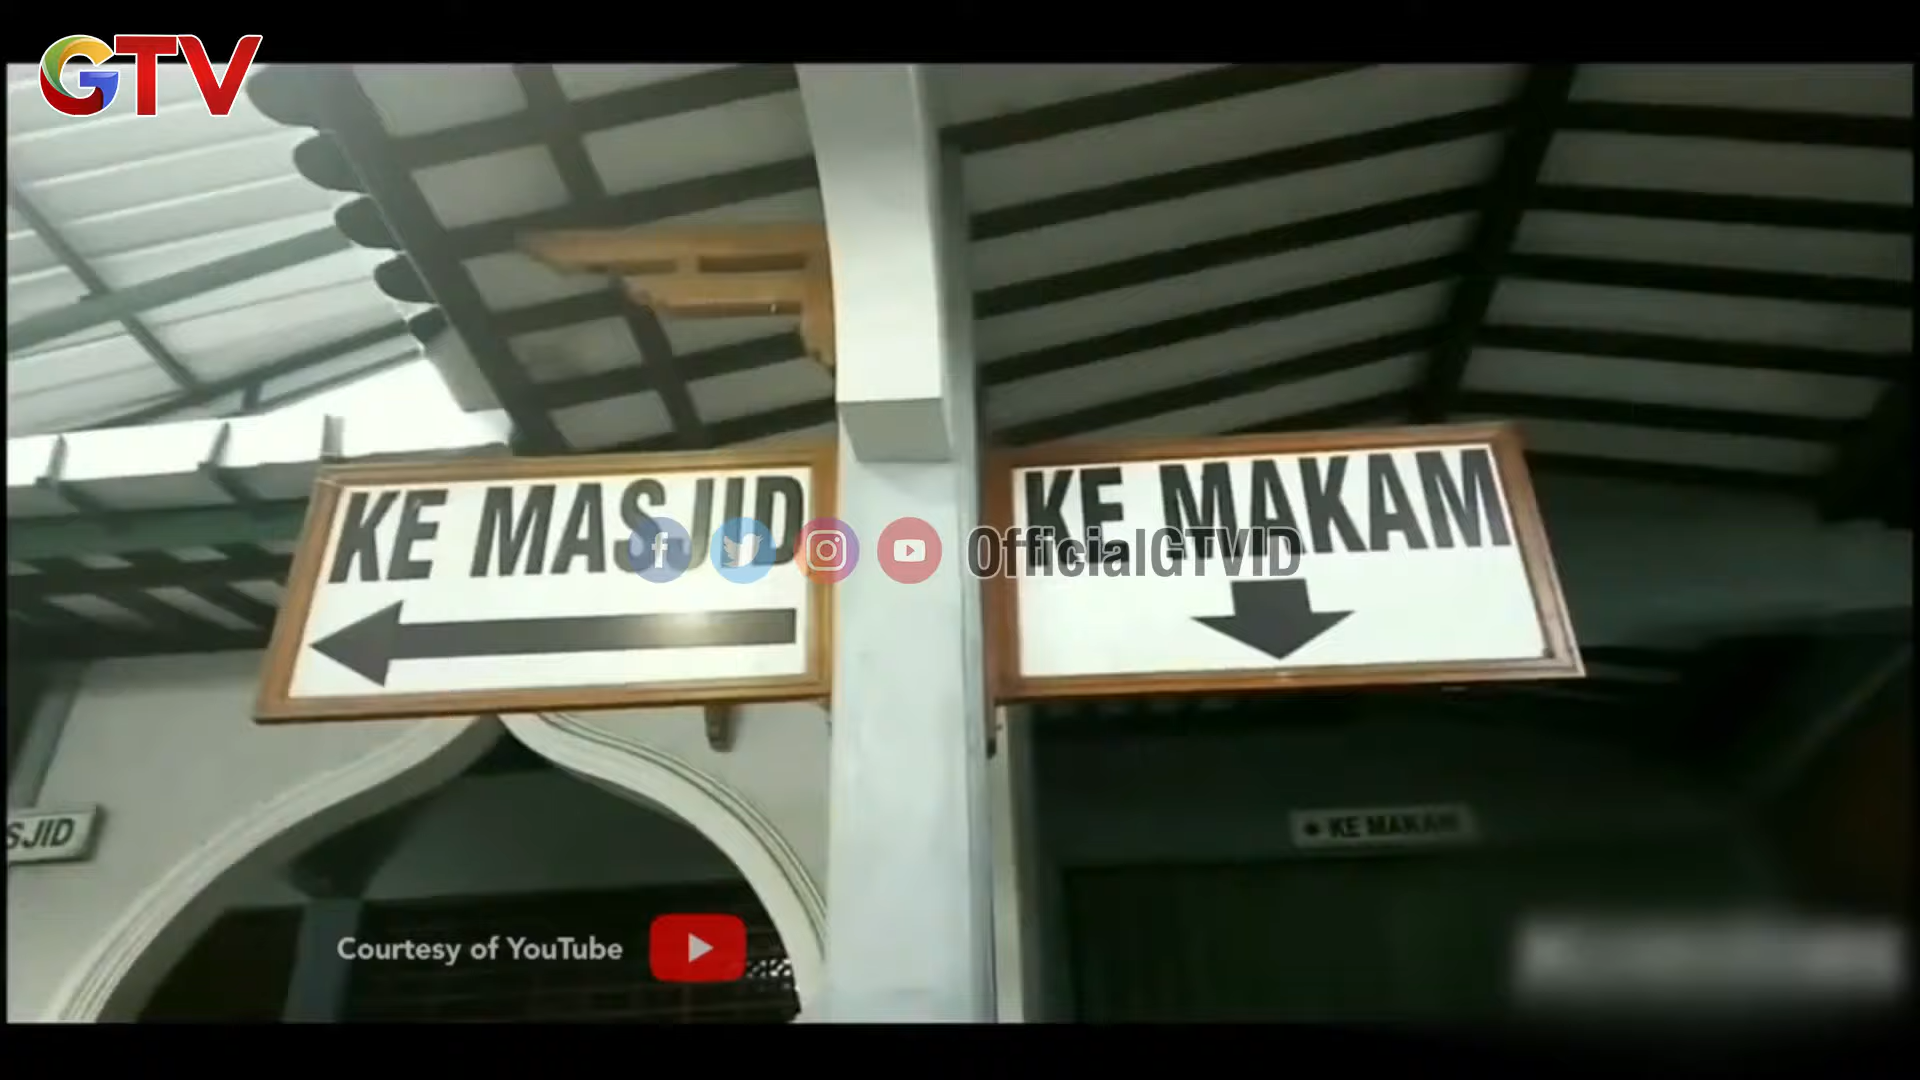 GTV
KE MASJID
KE MAKAM
OfficialGTVID
SJID
KE MAKAM
Courtesy of YouTube